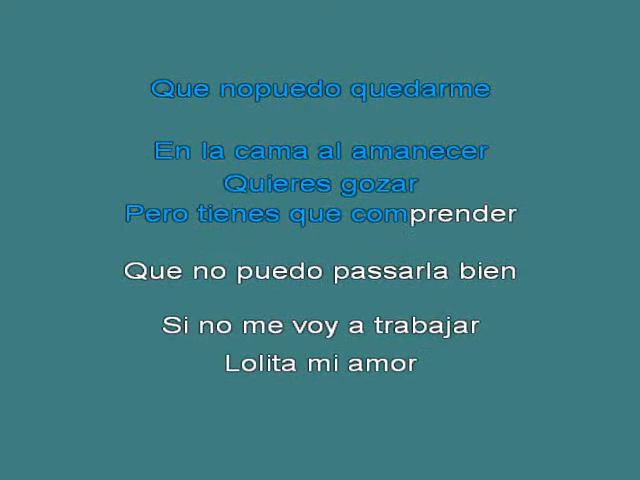 Que nopuedo quedarme
En la cama al amanecer
Quieres gozar
Pero tienes que comprender
Que no puedo passarla bien
Si no me voy a trabajar
Lolita mi amor